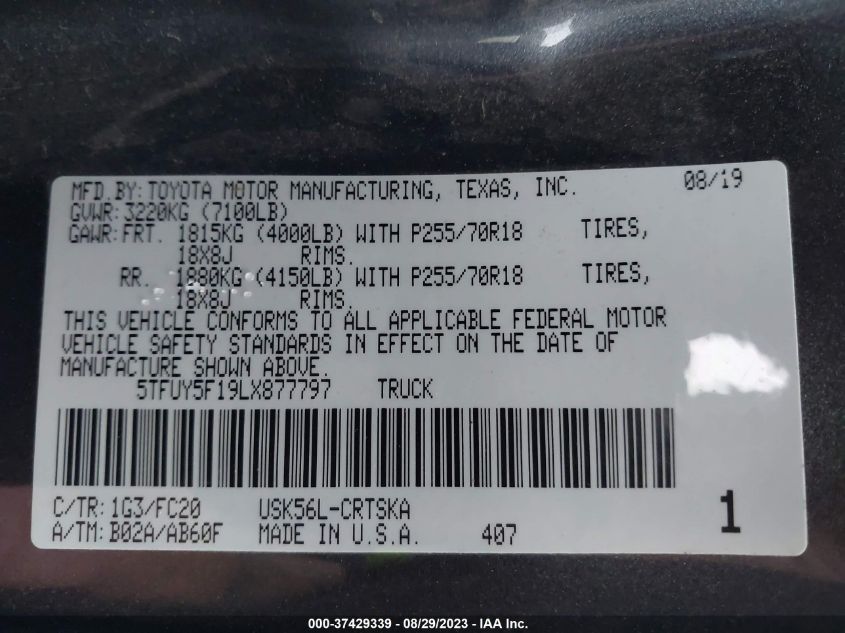 MFD.BY:TOYOTA MOTOR MANUFACTURING, TEXAS, INC. 08/19
GVWR:3220KG (7100LB)
GAWR:FRT. 1815KG (4000LB) WITH P255/70R18 TIRES,
18X8J RIMS.
RR. 1880KG (4150LB) WITH P255/70R18 TIRES,
18X8J RIMS.
THIS VEHICLE CONFORMS TO ALL APPLICABLE FEDERAL MOTOR
VEHICLE SAFETY STANDARDS IN EFFECT ON THE DATE OF
MANUFACTURE SHOWN ABOVE.
5TFUY5F19LX877797 TRUCK
C/TR:1G3/FC20 USK56L-CRTSKA
A/TM:B02A/AB60F MADE IN U.S.A. 407 1
000-37429339 - 08/29/2023 - IAA Inc.